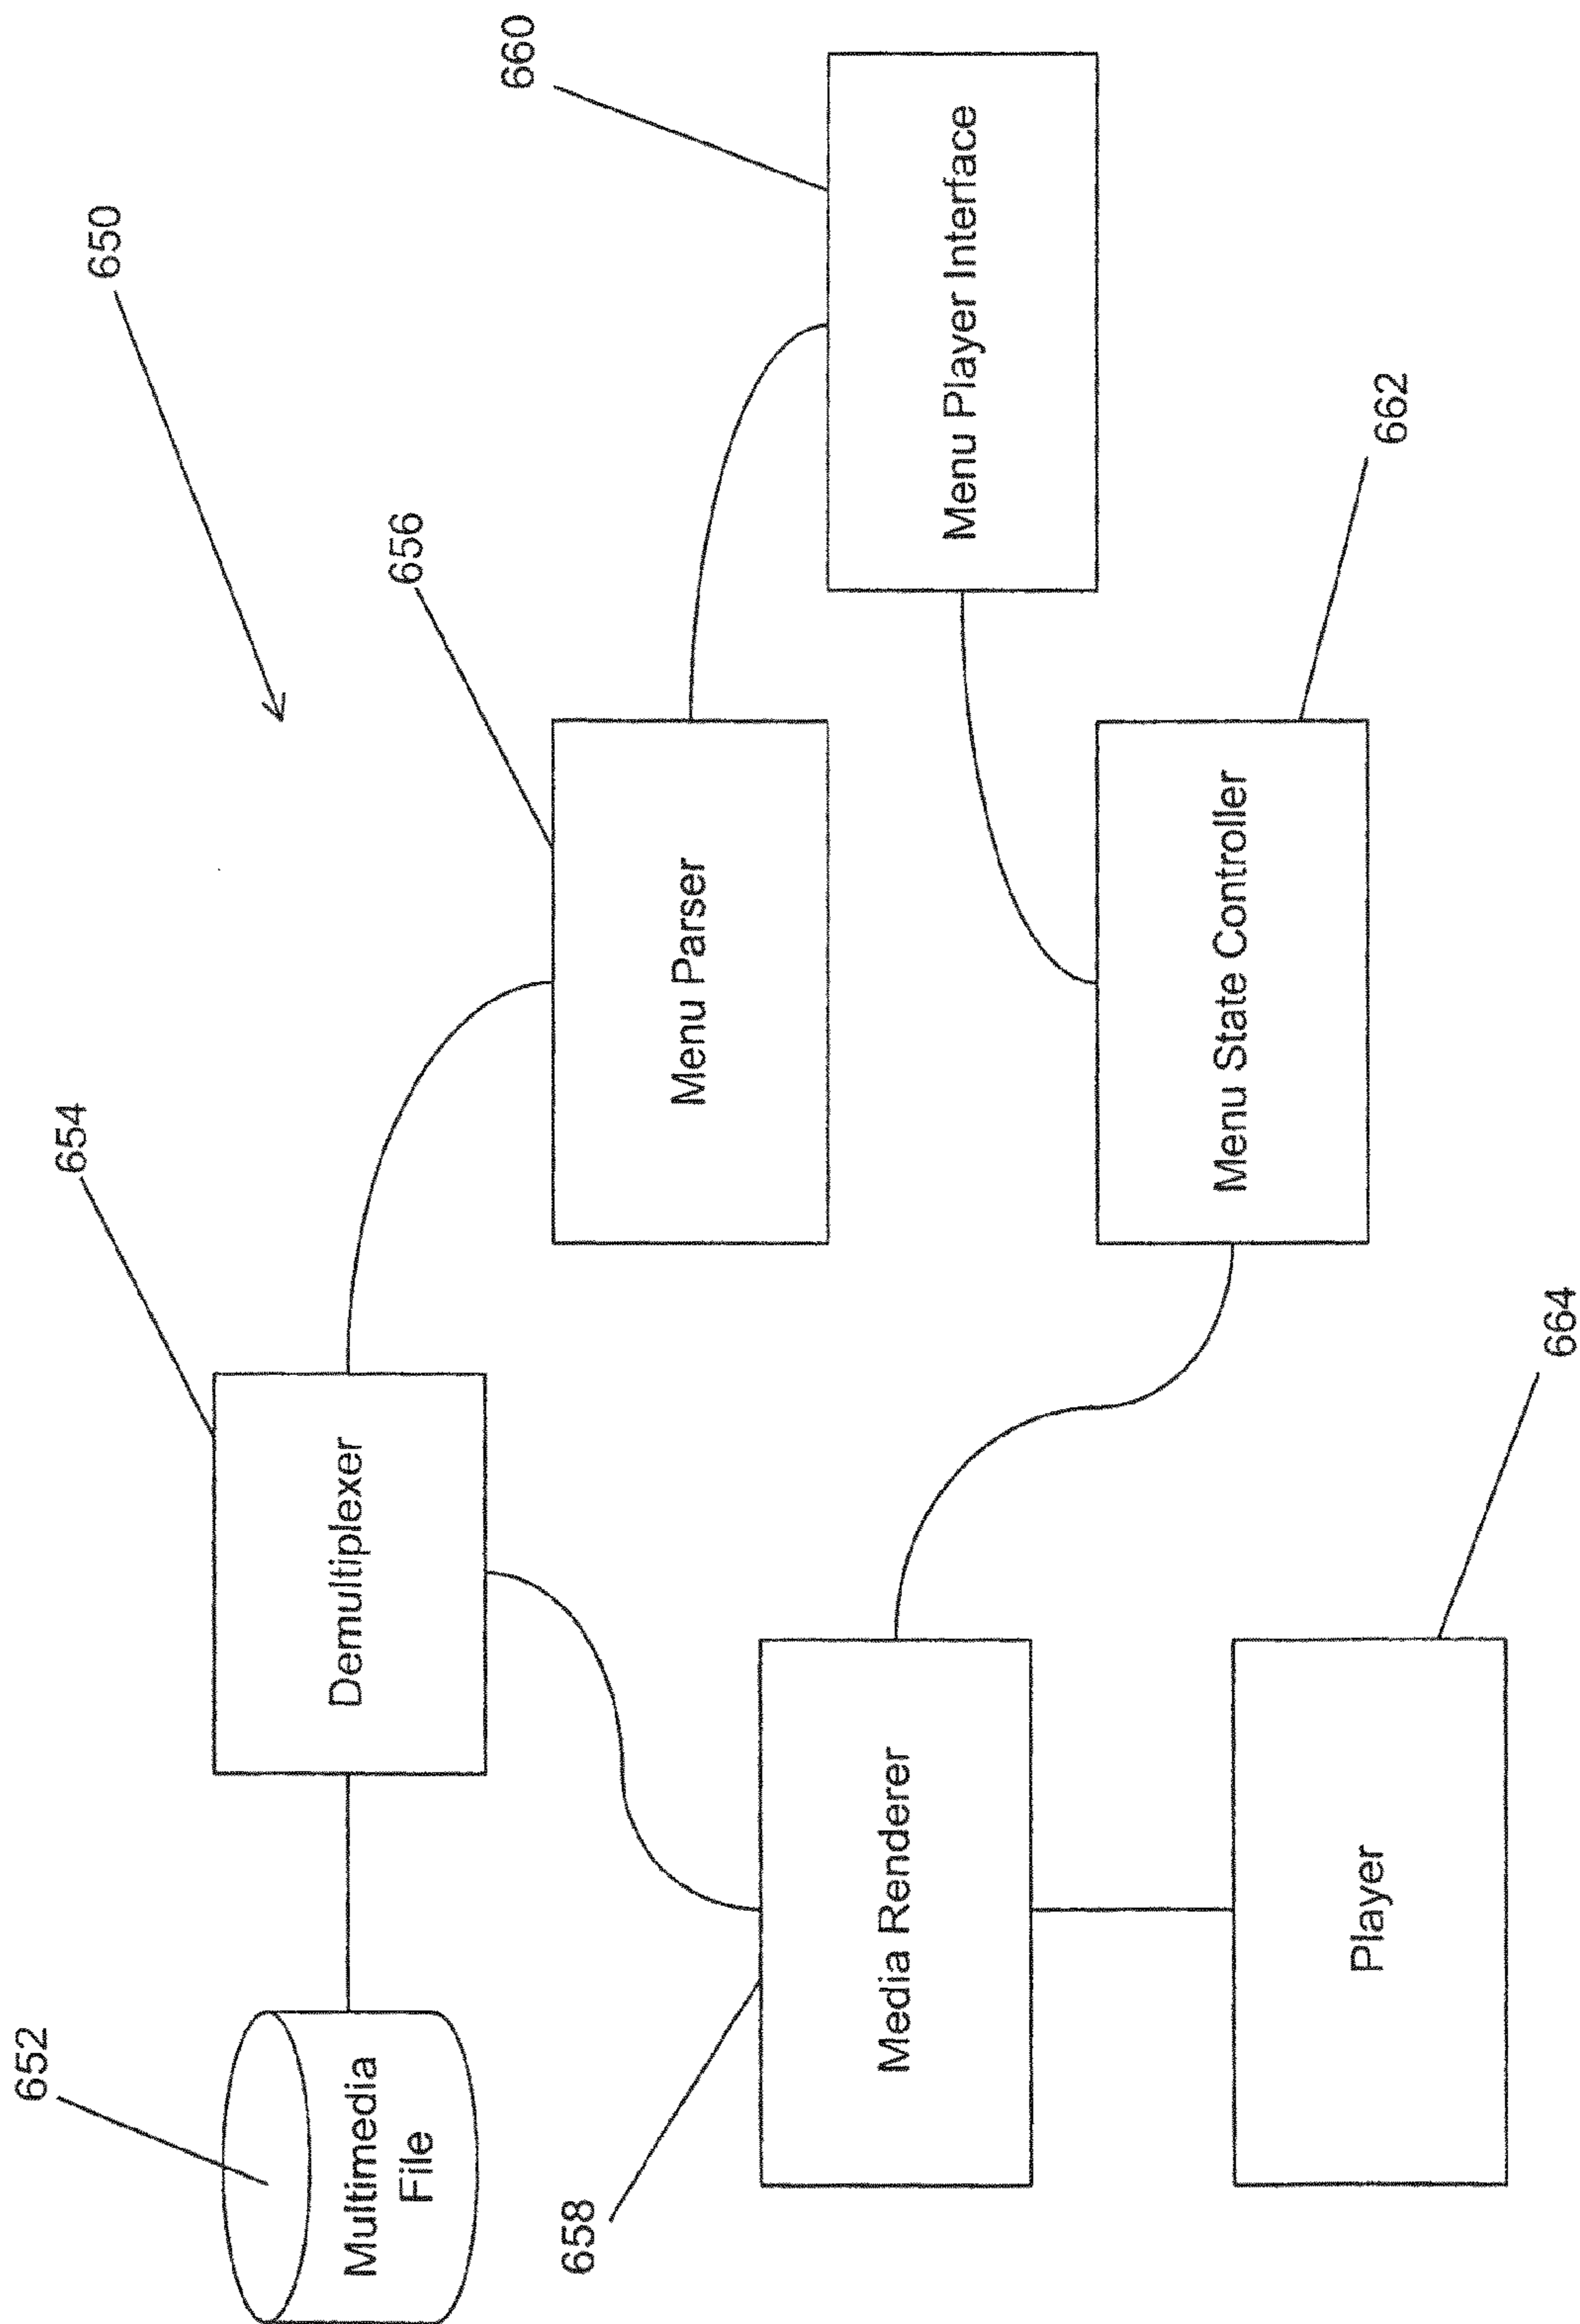 650
652
Multimedia
File
654
Demultiplexer
656
Menu Parser
660
Menu Player Interface
658
Media Renderer
Menu State Controller
662
Player
664